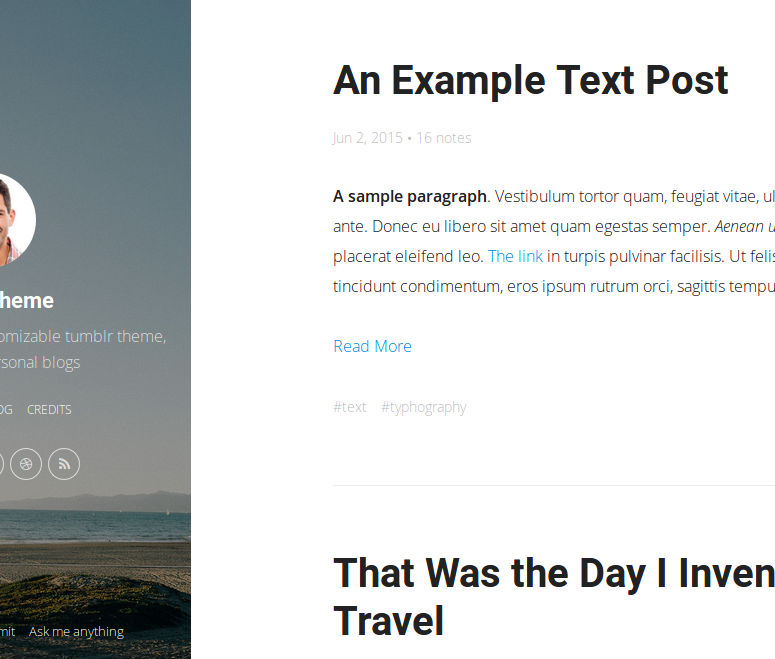 heme
omizable tumblr theme,
rsonal blogs
OG CREDITS
mit Ask me anything
An Example Text Post
Jun 2, 2015 • 16 notes
A sample paragraph. Vestibulum tortor quam, feugiat vitae, ul
ante. Donec eu libero sit amet quam egestas semper. Aenean u
placerat eleifend leo. The link in turpis pulvinar facilisis. Ut felis
tincidunt condimentum, eros ipsum rutrum orci, sagittis tempu
Read More
#text #typhography
That Was the Day I Inven
Travel